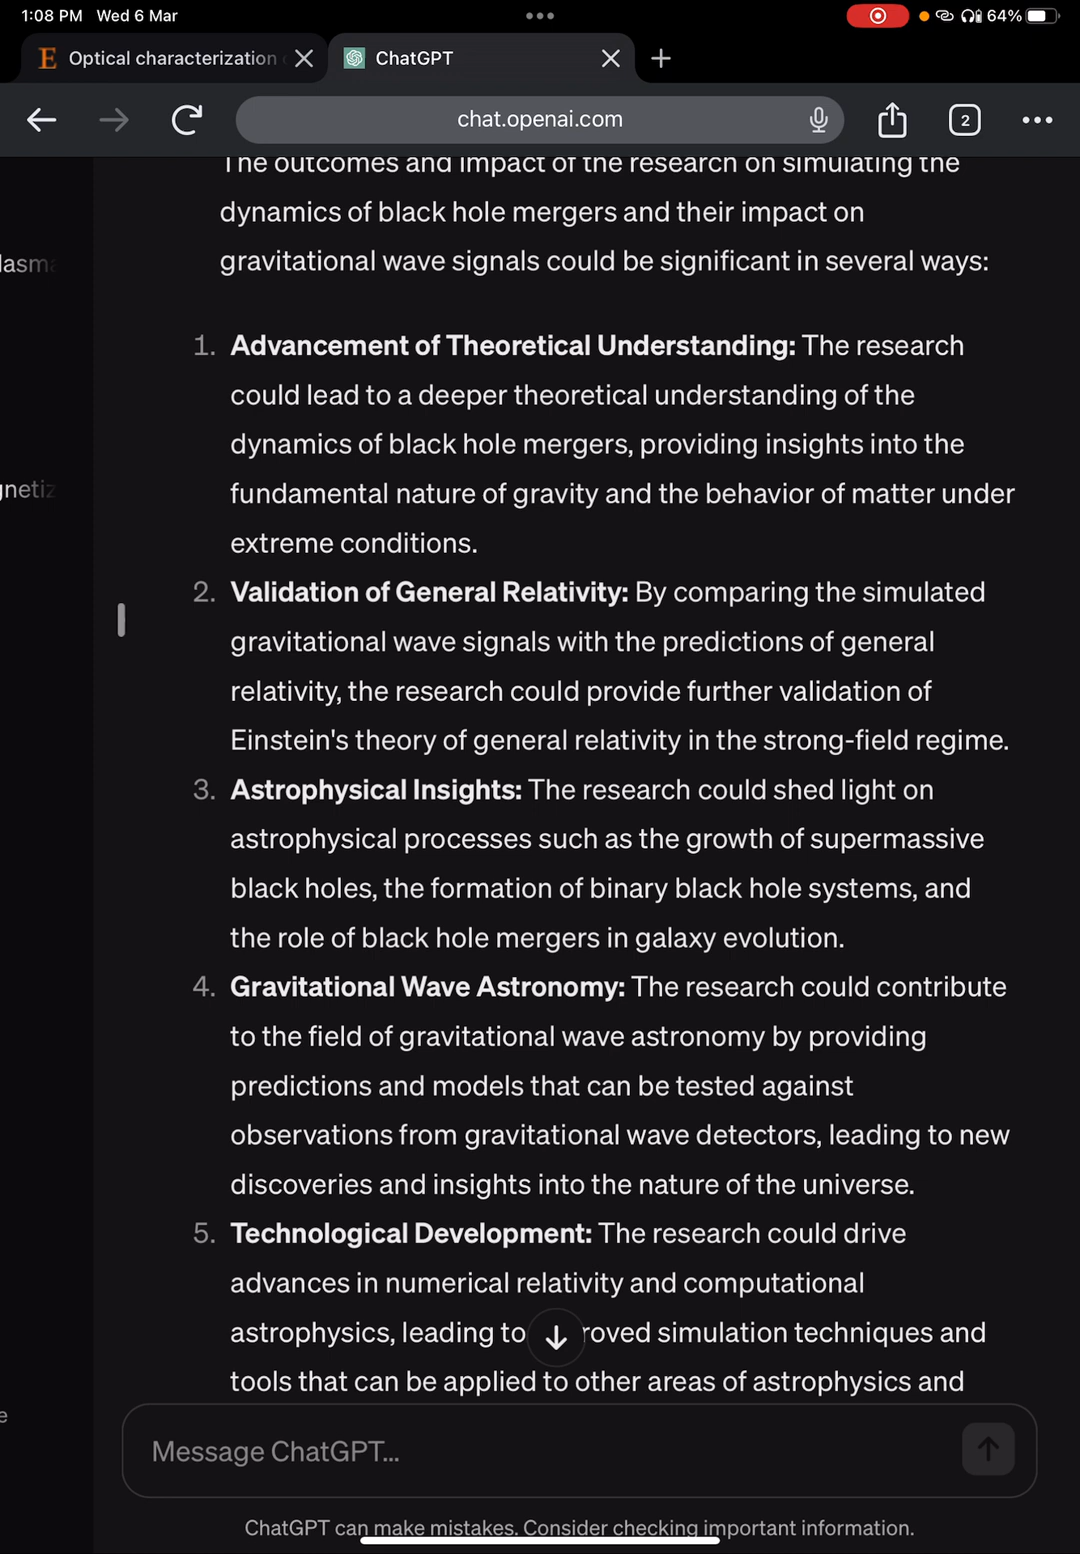 1:08 PM Wed 6 Mar
64%
Optical characterization
ChatGPT
chat.openai.com
2
The outcomes and impact of the research on simulating the
dynamics of black hole mergers and their impact on
gravitational wave signals could be significant in several ways:
1. Advancement of Theoretical Understanding: The research
could lead to a deeper theoretical understanding of the
dynamics of black hole mergers, providing insights into the
fundamental nature of gravity and the behavior of matter under
extreme conditions.
2. Validation of General Relativity: By comparing the simulated
gravitational wave signals with the predictions of general
relativity, the research could provide further validation of
Einstein's theory of general relativity in the strong-field regime.
3. Astrophysical Insights: The research could shed light on
astrophysical processes such as the growth of supermassive
black holes, the formation of binary black hole systems, and
the role of black hole mergers in galaxy evolution.
4. Gravitational Wave Astronomy: The research could contribute
to the field of gravitational wave astronomy by providing
predictions and models that can be tested against
observations from gravitational wave detectors, leading to new
discoveries and insights into the nature of the universe.
5. Technological Development: The research could drive
advances in numerical relativity and computational
astrophysics, leading to roved simulation techniques and
tools that can be applied to other areas of astrophysics and
Message ChatGPT...
ChatGPT can make mistakes. Consider checking important information.